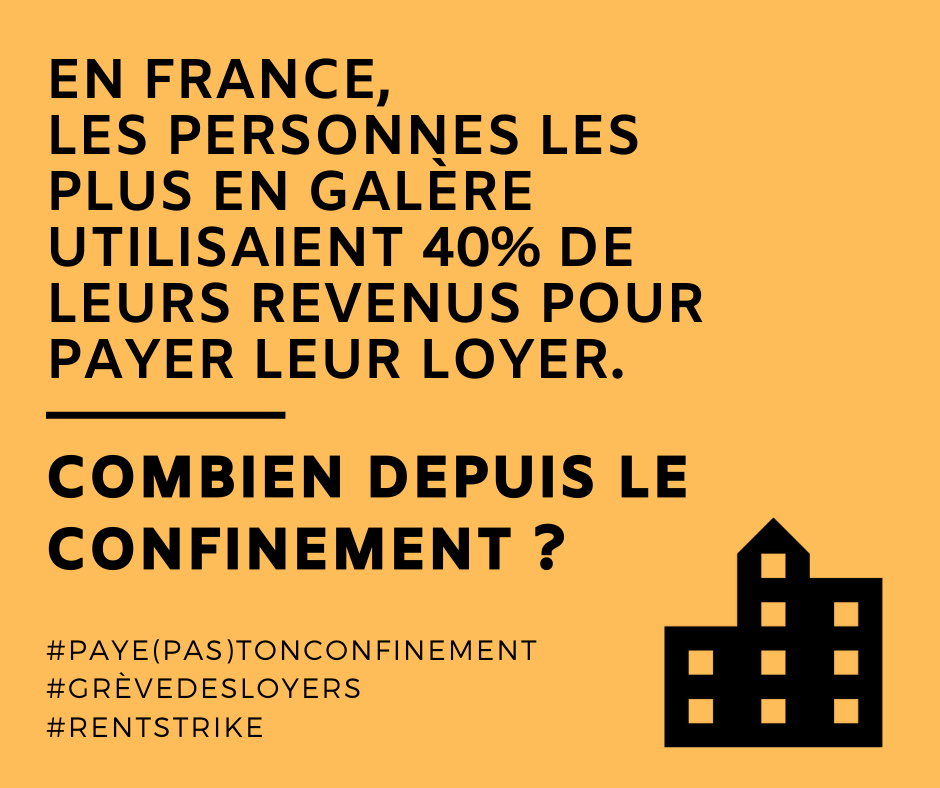 EN FRANCE,
LES PERSONNES LES
PLUS EN GALÈRE
UTILISAIENT 40% DE
LEURS REVENUS POUR
PAYER LEUR LOYER.
COMBIEN DEPUIS LE
CONFINEMENT ?
#PAYE(PAS)TONCONFINEMENT
#GRÈVEDESLOYERS
#RENTSTRIKE